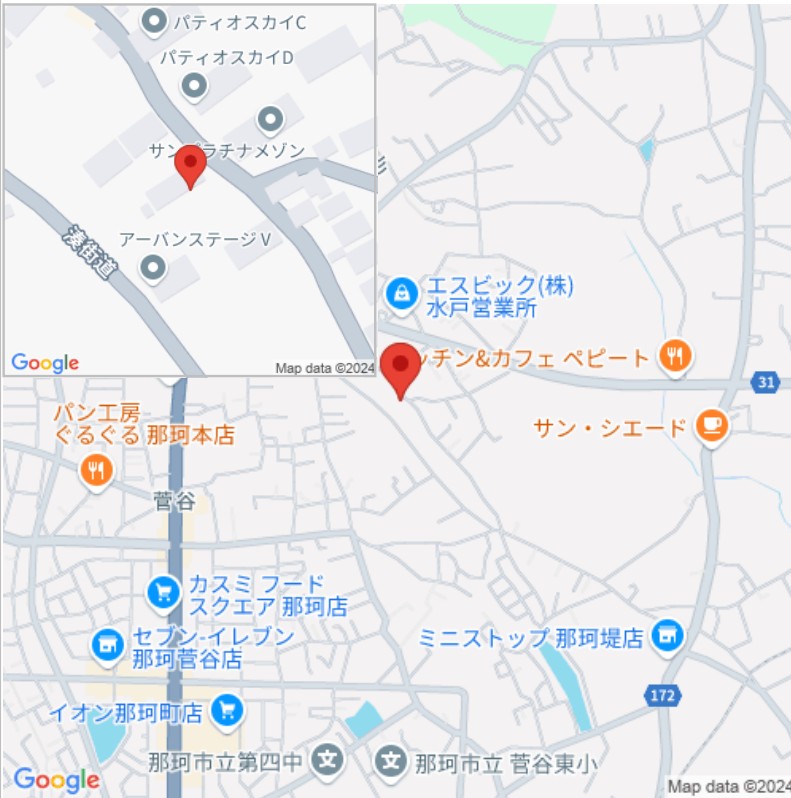 パティオスカイC
パティオスカイD
サンプラチナメゾン
アーバンステージⅤ
湊街道
Google
Map data ©2024
エスビック(株)
水戸営業所
ッチン&カフェ ペピート
31
サン・シエード
パン工房
ぐるぐる 那珂本店
菅谷
カスミ フード
スクエア 那珂店
セブン-イレブン
那珂菅谷店
ミニストップ 那珂堤店
172
イオン那珂町店
那珂市立第四中
那珂市立 菅谷東小
Google
Map data ©2024